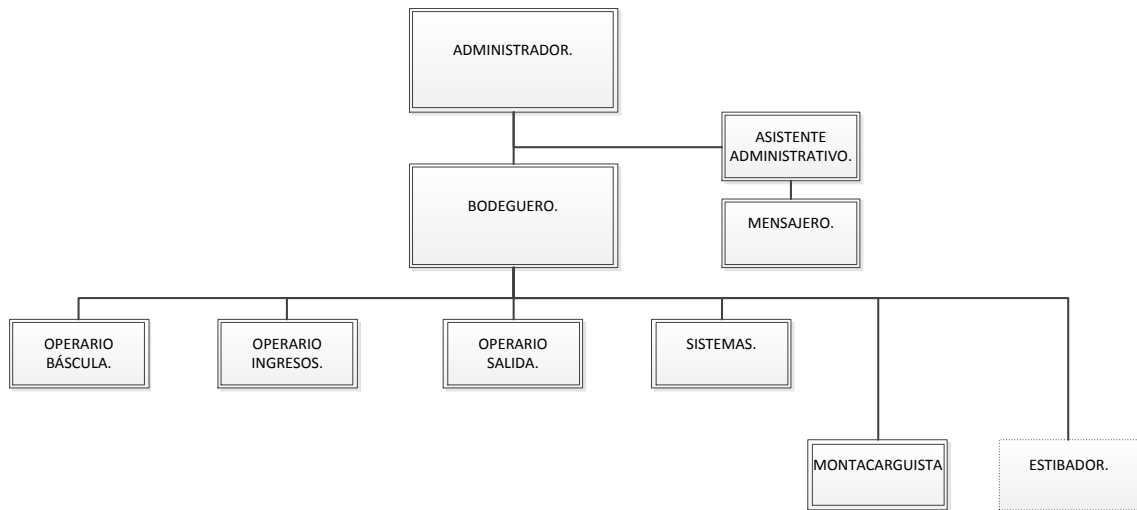 ADMINISTRADOR.
ASISTENTE
ADMINISTRATIVO.
BODEGUERO.
MENSAJERO.
OPERARIO
BÁSCULA.
OPERARIO
INGRESOS.
OPERARIO
SALIDA.
SISTEMAS.
MONTACARGUISTA
ESTIBADOR.